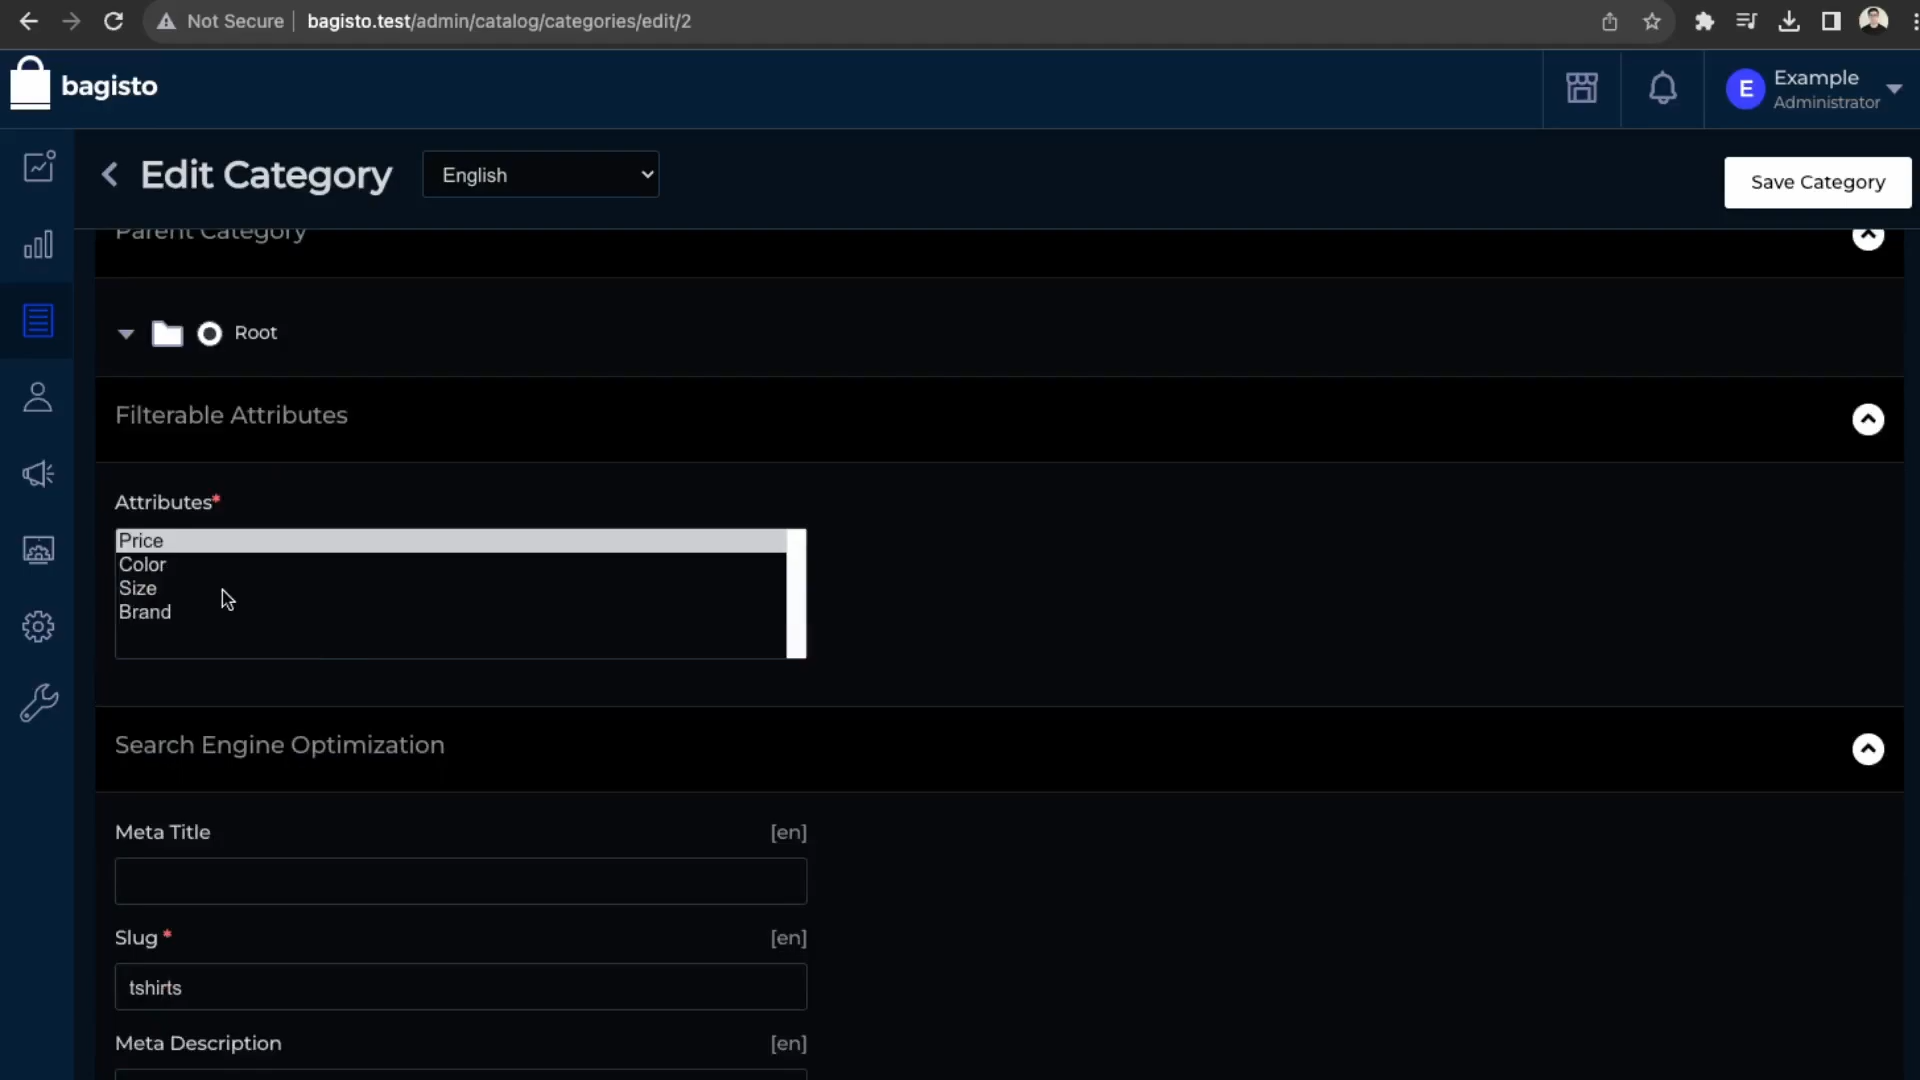 Not Secure
bagisto.test/admin/catalog/categories/edit/2
bagisto
E
Example
Administrator
Edit Category
English
Save Category
Parent Category
Root
Filterable Attributes
Attributes*
Price
Color
Size
Brand
Search Engine Optimization
Meta Title
[en]
Slug *
[en]
tshirts
Meta Description
[en]